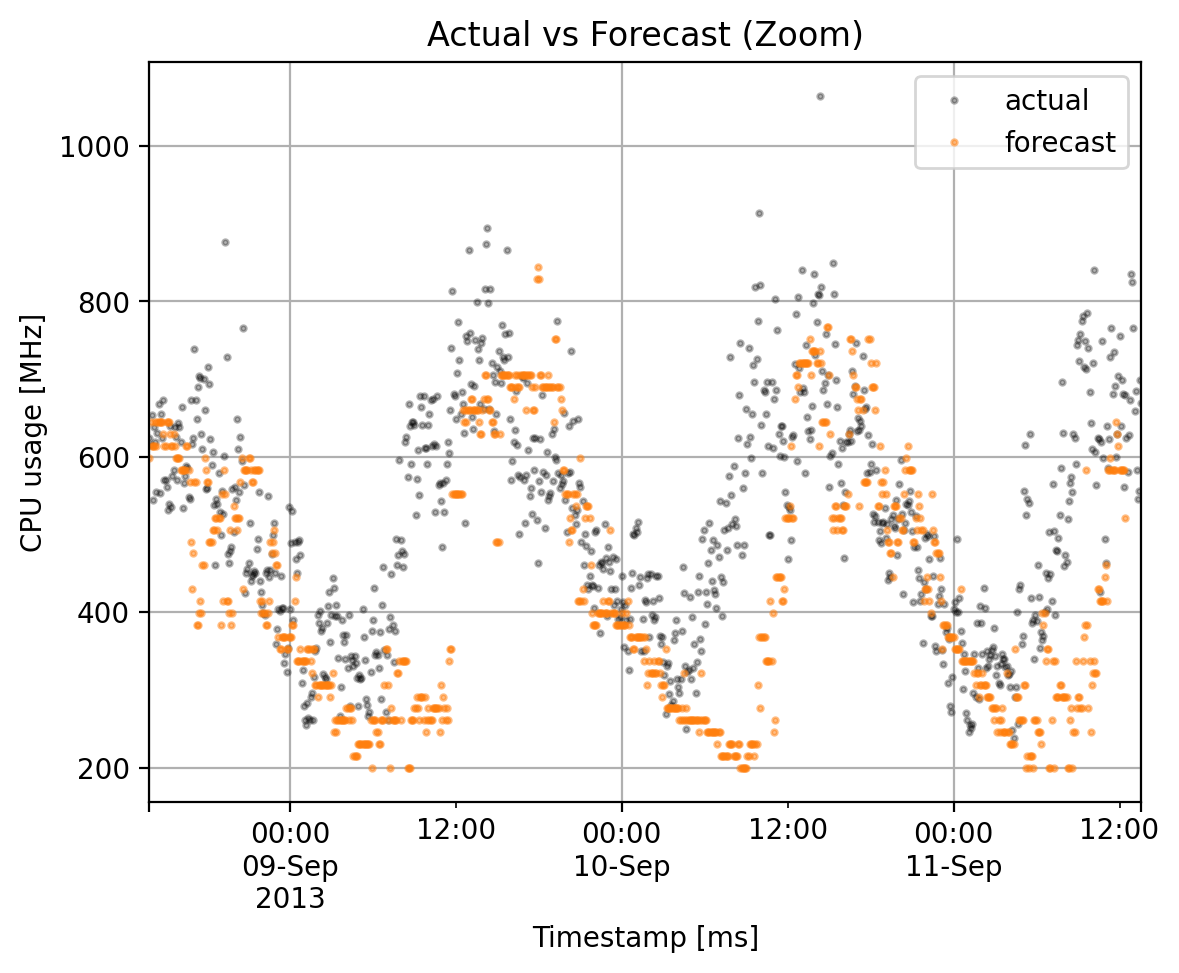 Actual vs Forecast (Zoom)
actual
forecast
CPU usage [MHz]
1000
800
600
400
200
00:00 12:00 00:00 12:00 00:00 12:00
09-Sep 10-Sep 11-Sep
2013
Timestamp [ms]